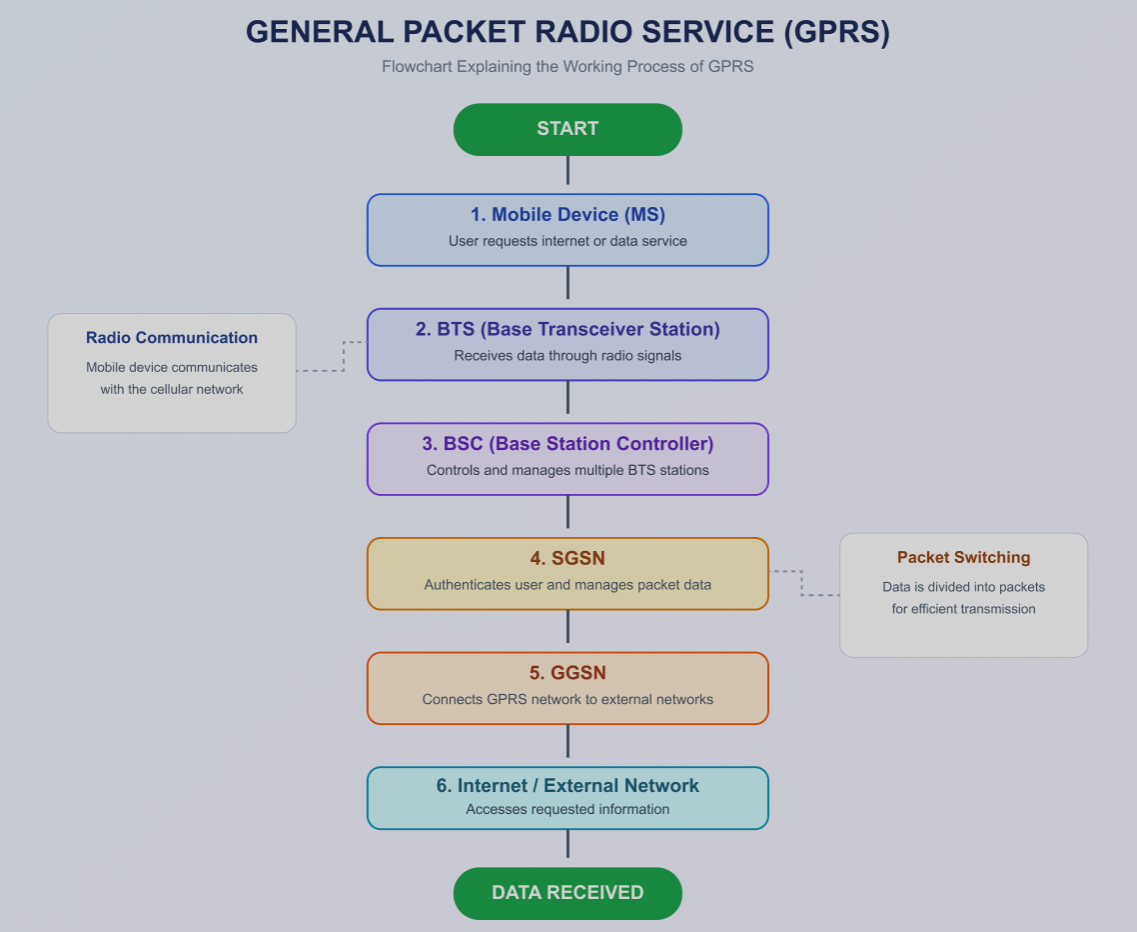 GENERAL PACKET RADIO SERVICE (GPRS)
Flowchart Explaining the Working Process of GPRS
START
1. Mobile Device (MS)
User requests internet or data service
2. BTS (Base Transceiver Station)
Receives data through radio signals
Radio Communication
Mobile device communicates
with the cellular network
3. BSC (Base Station Controller)
Controls and manages multiple BTS stations
4. SGSN
Authenticates user and manages packet data
Packet Switching
Data is divided into packets
for efficient transmission
5. GGSN
Connects GPRS network to external networks
6. Internet / External Network
Accesses requested information
DATA RECEIVED